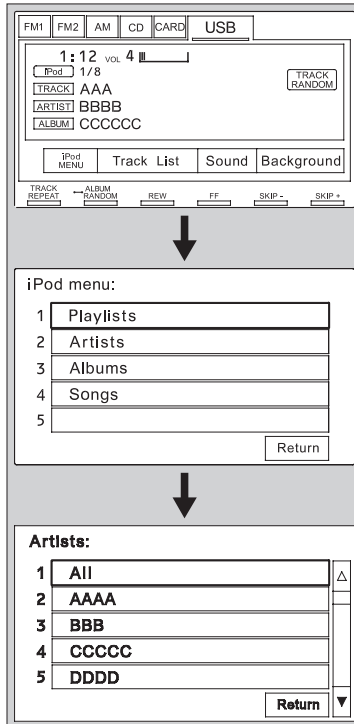 FM1 FM2 AM CD CARD USB
1:12 VOL 4
iPod 1/8
TRACK RANDOM
TRACK AAA
ARTIST BBBB
ALBUM CCCCCC
iPod MENU Track List Sound Background
TRACK REPEAT ALBUM RANDOM REW FF SKIP - SKIP +
iPod menu:
1 Playlists
2 Artists
3 Albums
4 Songs
5
Return
Artists:
1 All
2 AAAA
3 BBB
4 CCCCC
5 DDDD
Return